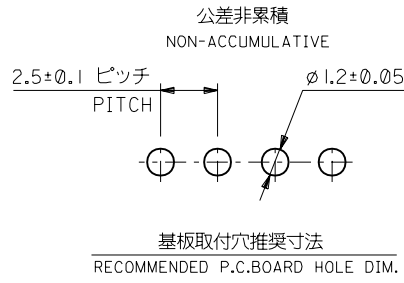 公差非累積
NON-ACCUMULATIVE
2.5±0.1 ピッチ
PITCH
φ1.2±0.05
基板取付穴推奨寸法
RECOMMENDED P.C.BOARD HOLE DIM.